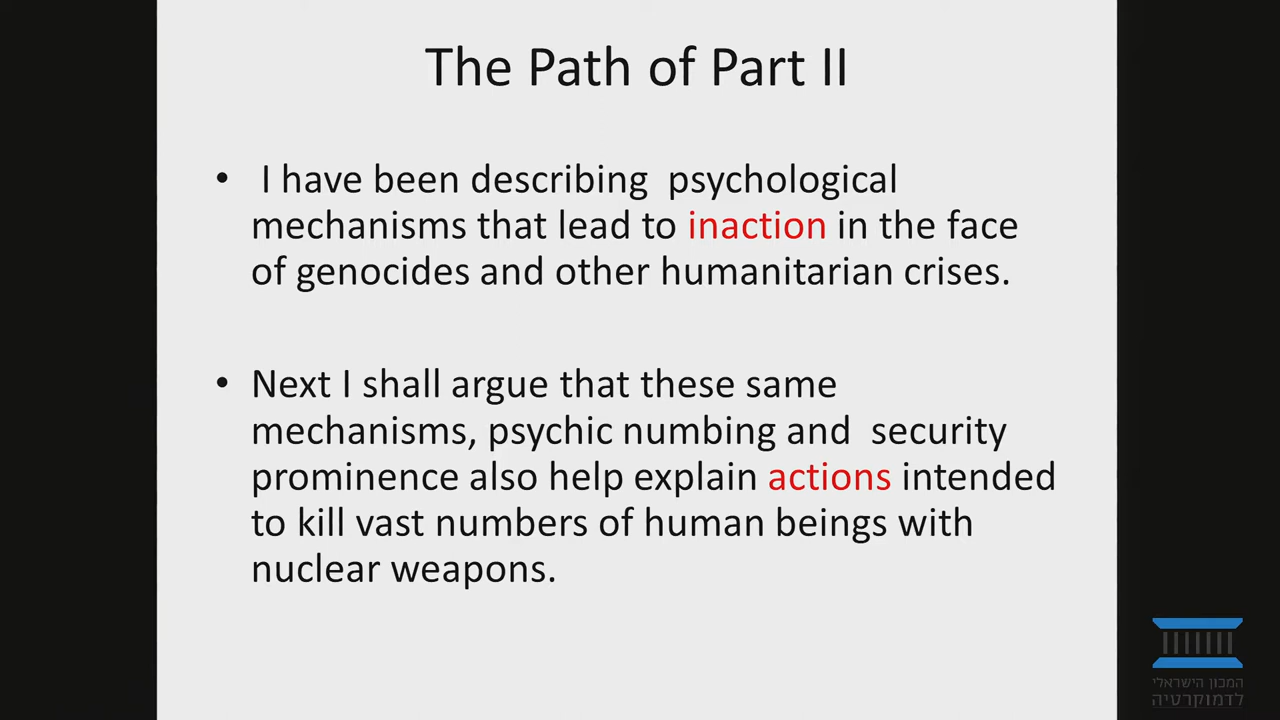 The Path of Part II
• I have been describing psychological
mechanisms that lead to inaction in the face
of genocides and other humanitarian crises.
• Next I shall argue that these same
mechanisms, psychic numbing and security
prominence also help explain actions intended
to kill vast numbers of human beings with
nuclear weapons.
המכון הישראלי
לדמוקרטיה